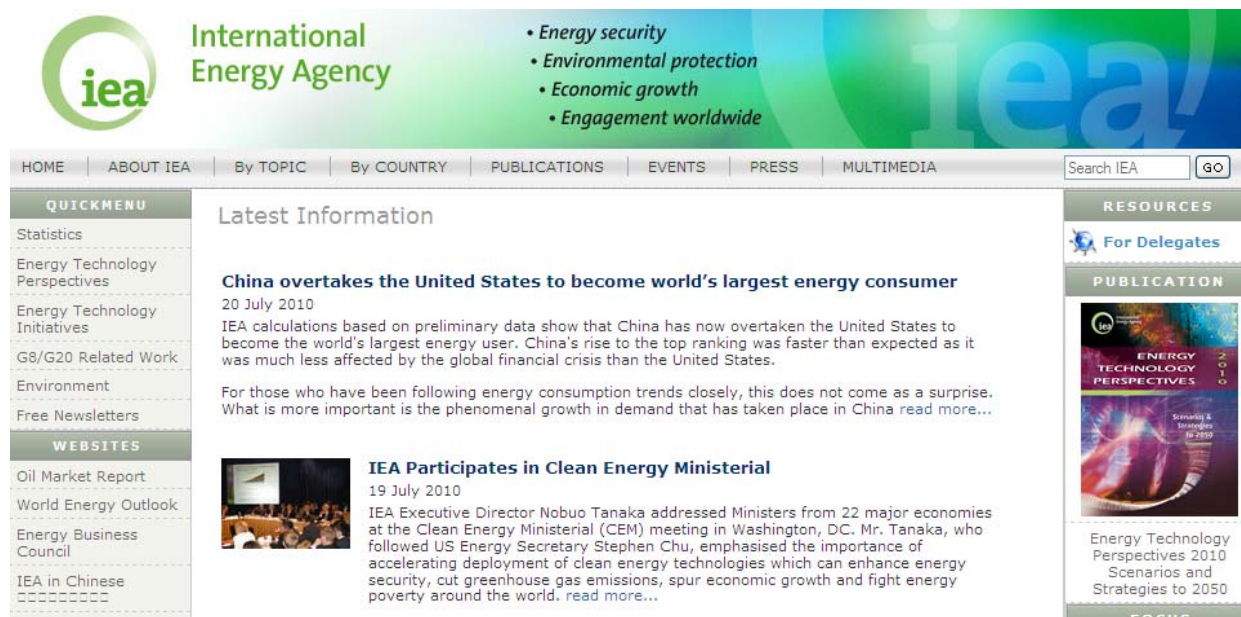 iea
International
Energy Agency
• Energy security
• Environmental protection
• Economic growth
• Engagement worldwide
iea
HOME
ABOUT IEA
By TOPIC
By COUNTRY
PUBLICATIONS
EVENTS
PRESS
MULTIMEDIA
Search IEA
GO
QUICKMENU
Statistics
Energy Technology
Perspectives
Energy Technology
Initiatives
G8/G20 Related Work
Environment
Free Newsletters
WEBSITES
Oil Market Report
World Energy Outlook
Energy Business
Council
IEA in Chinese
Latest Information
China overtakes the United States to become world's largest energy consumer
20 July 2010
IEA calculations based on preliminary data show that China has now overtaken the United States to
become the world's largest energy user. China's rise to the top ranking was faster than expected as it
was much less affected by the global financial crisis than the United States.
For those who have been following energy consumption trends closely, this does not come as a surprise.
What is more important is the phenomenal growth in demand that has taken place in China read more...
IEA Participates in Clean Energy Ministerial
19 July 2010
IEA Executive Director Nobuo Tanaka addressed Ministers from 22 major economies
at the Clean Energy Ministerial (CEM) meeting in Washington, DC. Mr. Tanaka, who
followed US Energy Secretary Stephen Chu, emphasised the importance of
accelerating deployment of clean energy technologies which can enhance energy
security, cut greenhouse gas emissions, spur economic growth and fight energy
poverty around the world. read more...
RESOURCES
For Delegates
PUBLICATION
iea
ENERGY
TECHNOLOGY
PERSPECTIVES
2010
Scenarios &
Strategies
to 2050
Energy Technology
Perspectives 2010
Scenarios and
Strategies to 2050
FOCUS